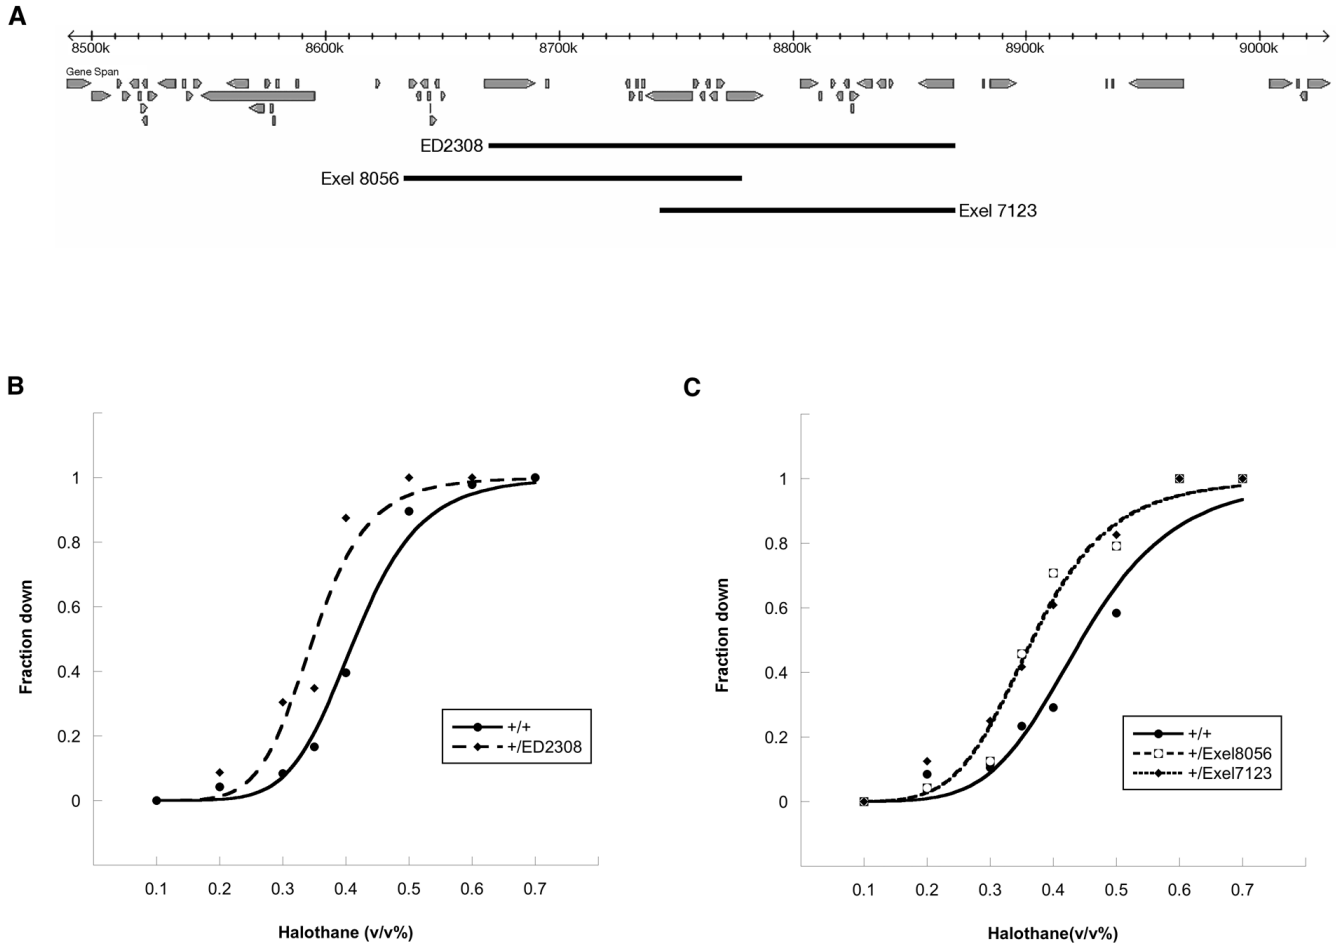 A
8500k 8600k 8700k 8800k 8900k 9000k
Gene Span
ED2308
Exel 8056
Exel 7123
B
1
0.8
0.6
0.4
0.2
0
Fraction down
+/+
+/ED2308
0.1 0.2 0.3 0.4 0.5 0.6 0.7
Halothane (v/v%)
C
1
0.8
0.6
0.4
0.2
0
Fraction down
+/+
+/Exel8056
+/Exel7123
0.1 0.2 0.3 0.4 0.5 0.6 0.7
Halothane(v/v%)